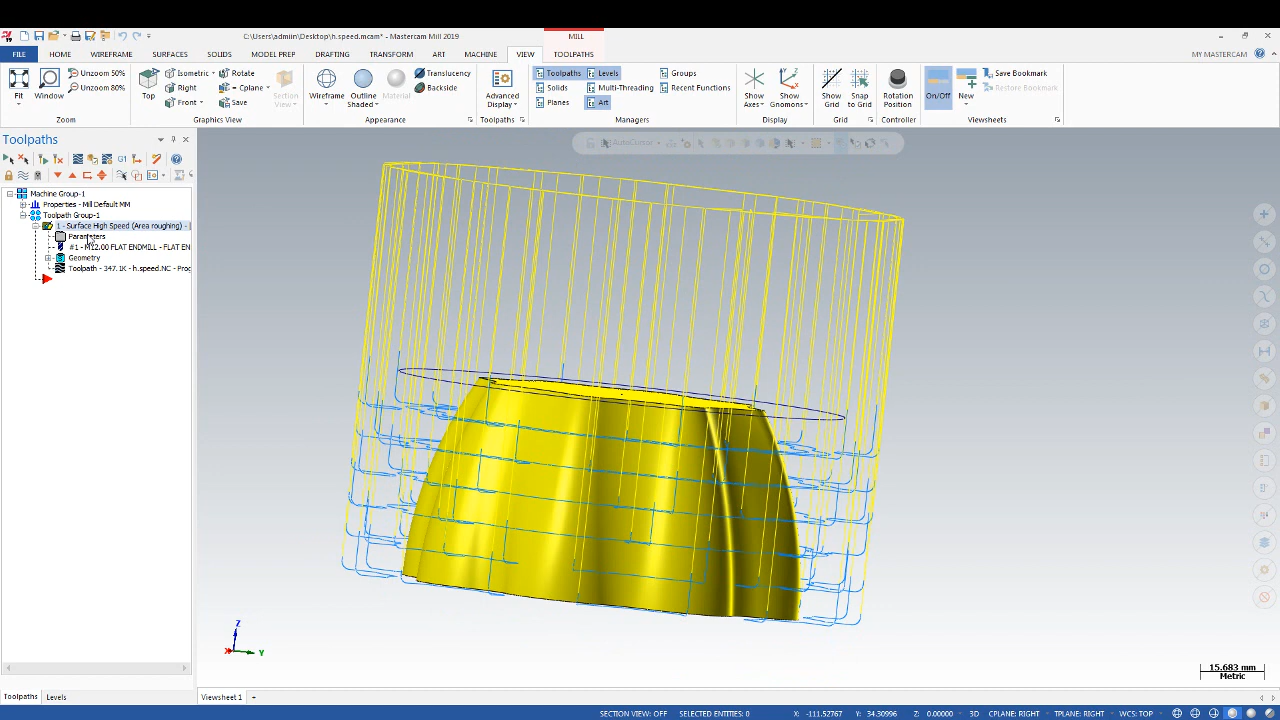 C:\Users\admiin\Desktop\h.speed.mcam* - Mastercam Mill 2019
MILL
FILE HOME WIREFRAME SURFACES SOLIDS MODEL PREP DRAFTING TRANSFORM ART MACHINE VIEW TOOLPATHS MY MASTERCAM
Fit Window Unzoom 50% Unzoom 80%
Zoom
Top Isometric Right Front Rotate = Cplane Save Section View
Graphics View
Wireframe Outline Shaded Material Translucency Backside
Appearance
Advanced Display
Toolpaths
Toolpaths Levels Groups
Solids Multi-Threading Recent Functions
Planes Art
Managers
Show Axes Show Gnomons
Display
Show Grid Snap to Grid
Grid
Rotation Position
Controller
On/Off New Save Bookmark Restore Bookmark
Viewsheets
Toolpaths
AutoCursor
G1
Machine Group-1
Properties - Mill Default MM
Toolpath Group-1
1 - Surface High Speed (Area roughing) -
Parameters
#1 - M12.00 FLAT ENDMILL - FLAT EN
Geometry
Toolpath - 347.1K - h.speed.NC - Prog
Z
X
Y
15.683 mm
Metric
Toolpaths Levels
Viewsheet 1 +
SECTION VIEW: OFF SELECTED ENTITIES: 0 X: -111.52767 Y: 34.30996 Z: 0.00000 3D CPLANE: RIGHT TPLANE: RIGHT WCS: TOP